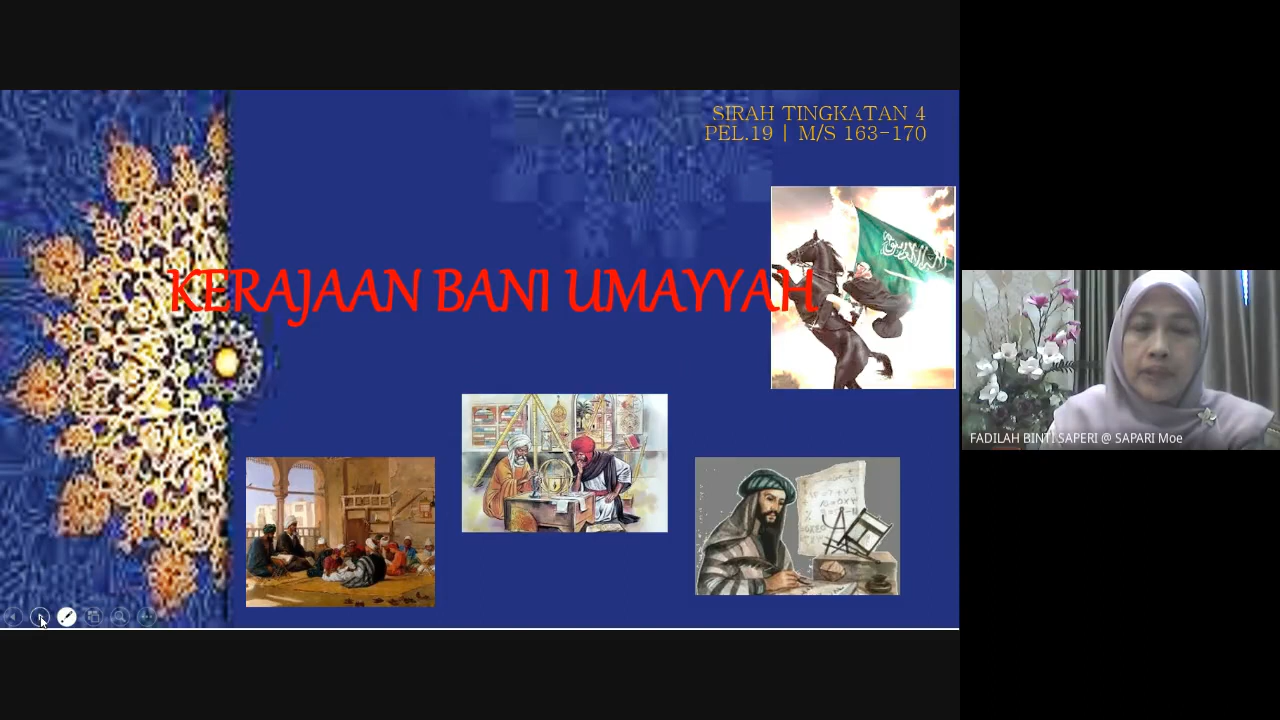 SIRAH TINGKATAN 4
PEL.19 | M/S 163-170
KERAJAAN BANI UMAYYAH
FADILAH BINTI SAPERI @ SAPARI Moe